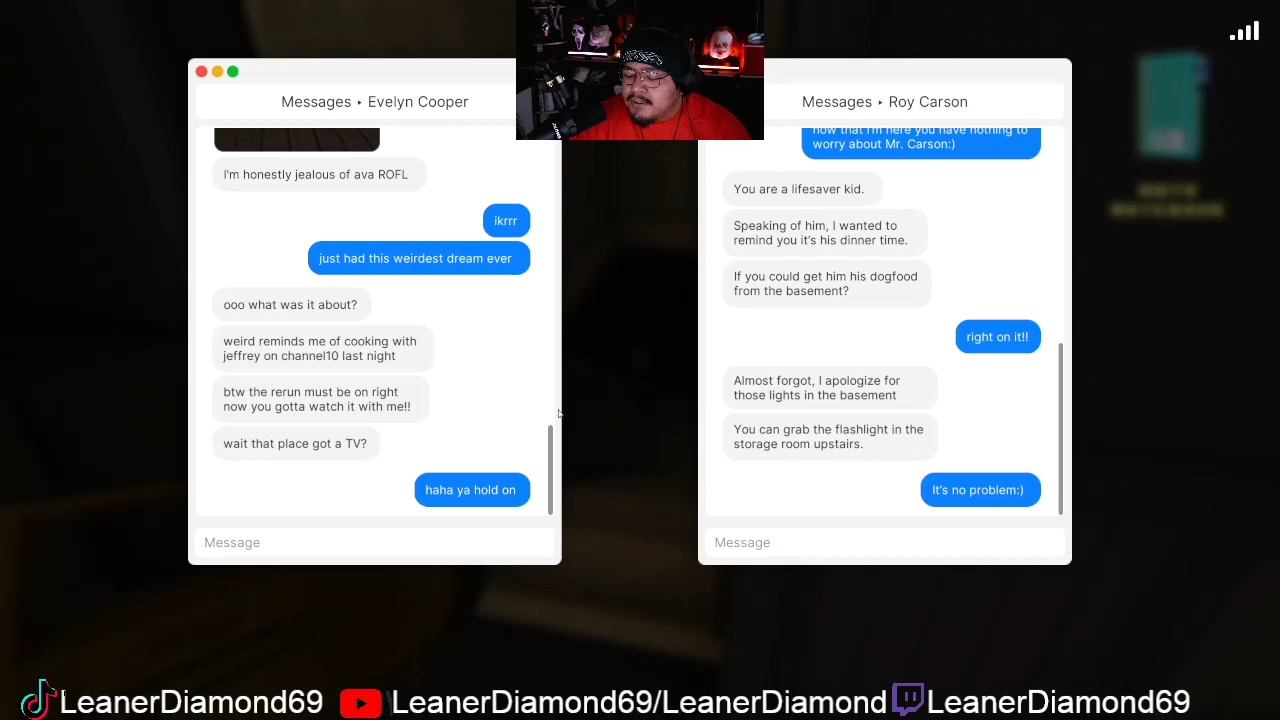 Messages ▸ Evelyn Cooper
I'm honestly jealous of ava ROFL
ikrrr
just had this weirdest dream ever
ooo what was it about?
weird reminds me of cooking with
jeffrey on channel10 last night
btw the rerun must be on right
now you gotta watch it with me!!
wait that place got a TV?
haha ya hold on
Message
Messages ▸ Roy Carson
now that I'm here you have nothing to
worry about Mr. Carson:)
You are a lifesaver kid.
Speaking of him, I wanted to
remind you it's his dinner time.
If you could get him his dogfood
from the basement?
right on it!!
Almost forgot, I apologize for
those lights in the basement
You can grab the flashlight in the
storage room upstairs.
It's no problem:)
Message
LeanerDiamond69
LeanerDiamond69/LeanerDiamond
LeanerDiamond69